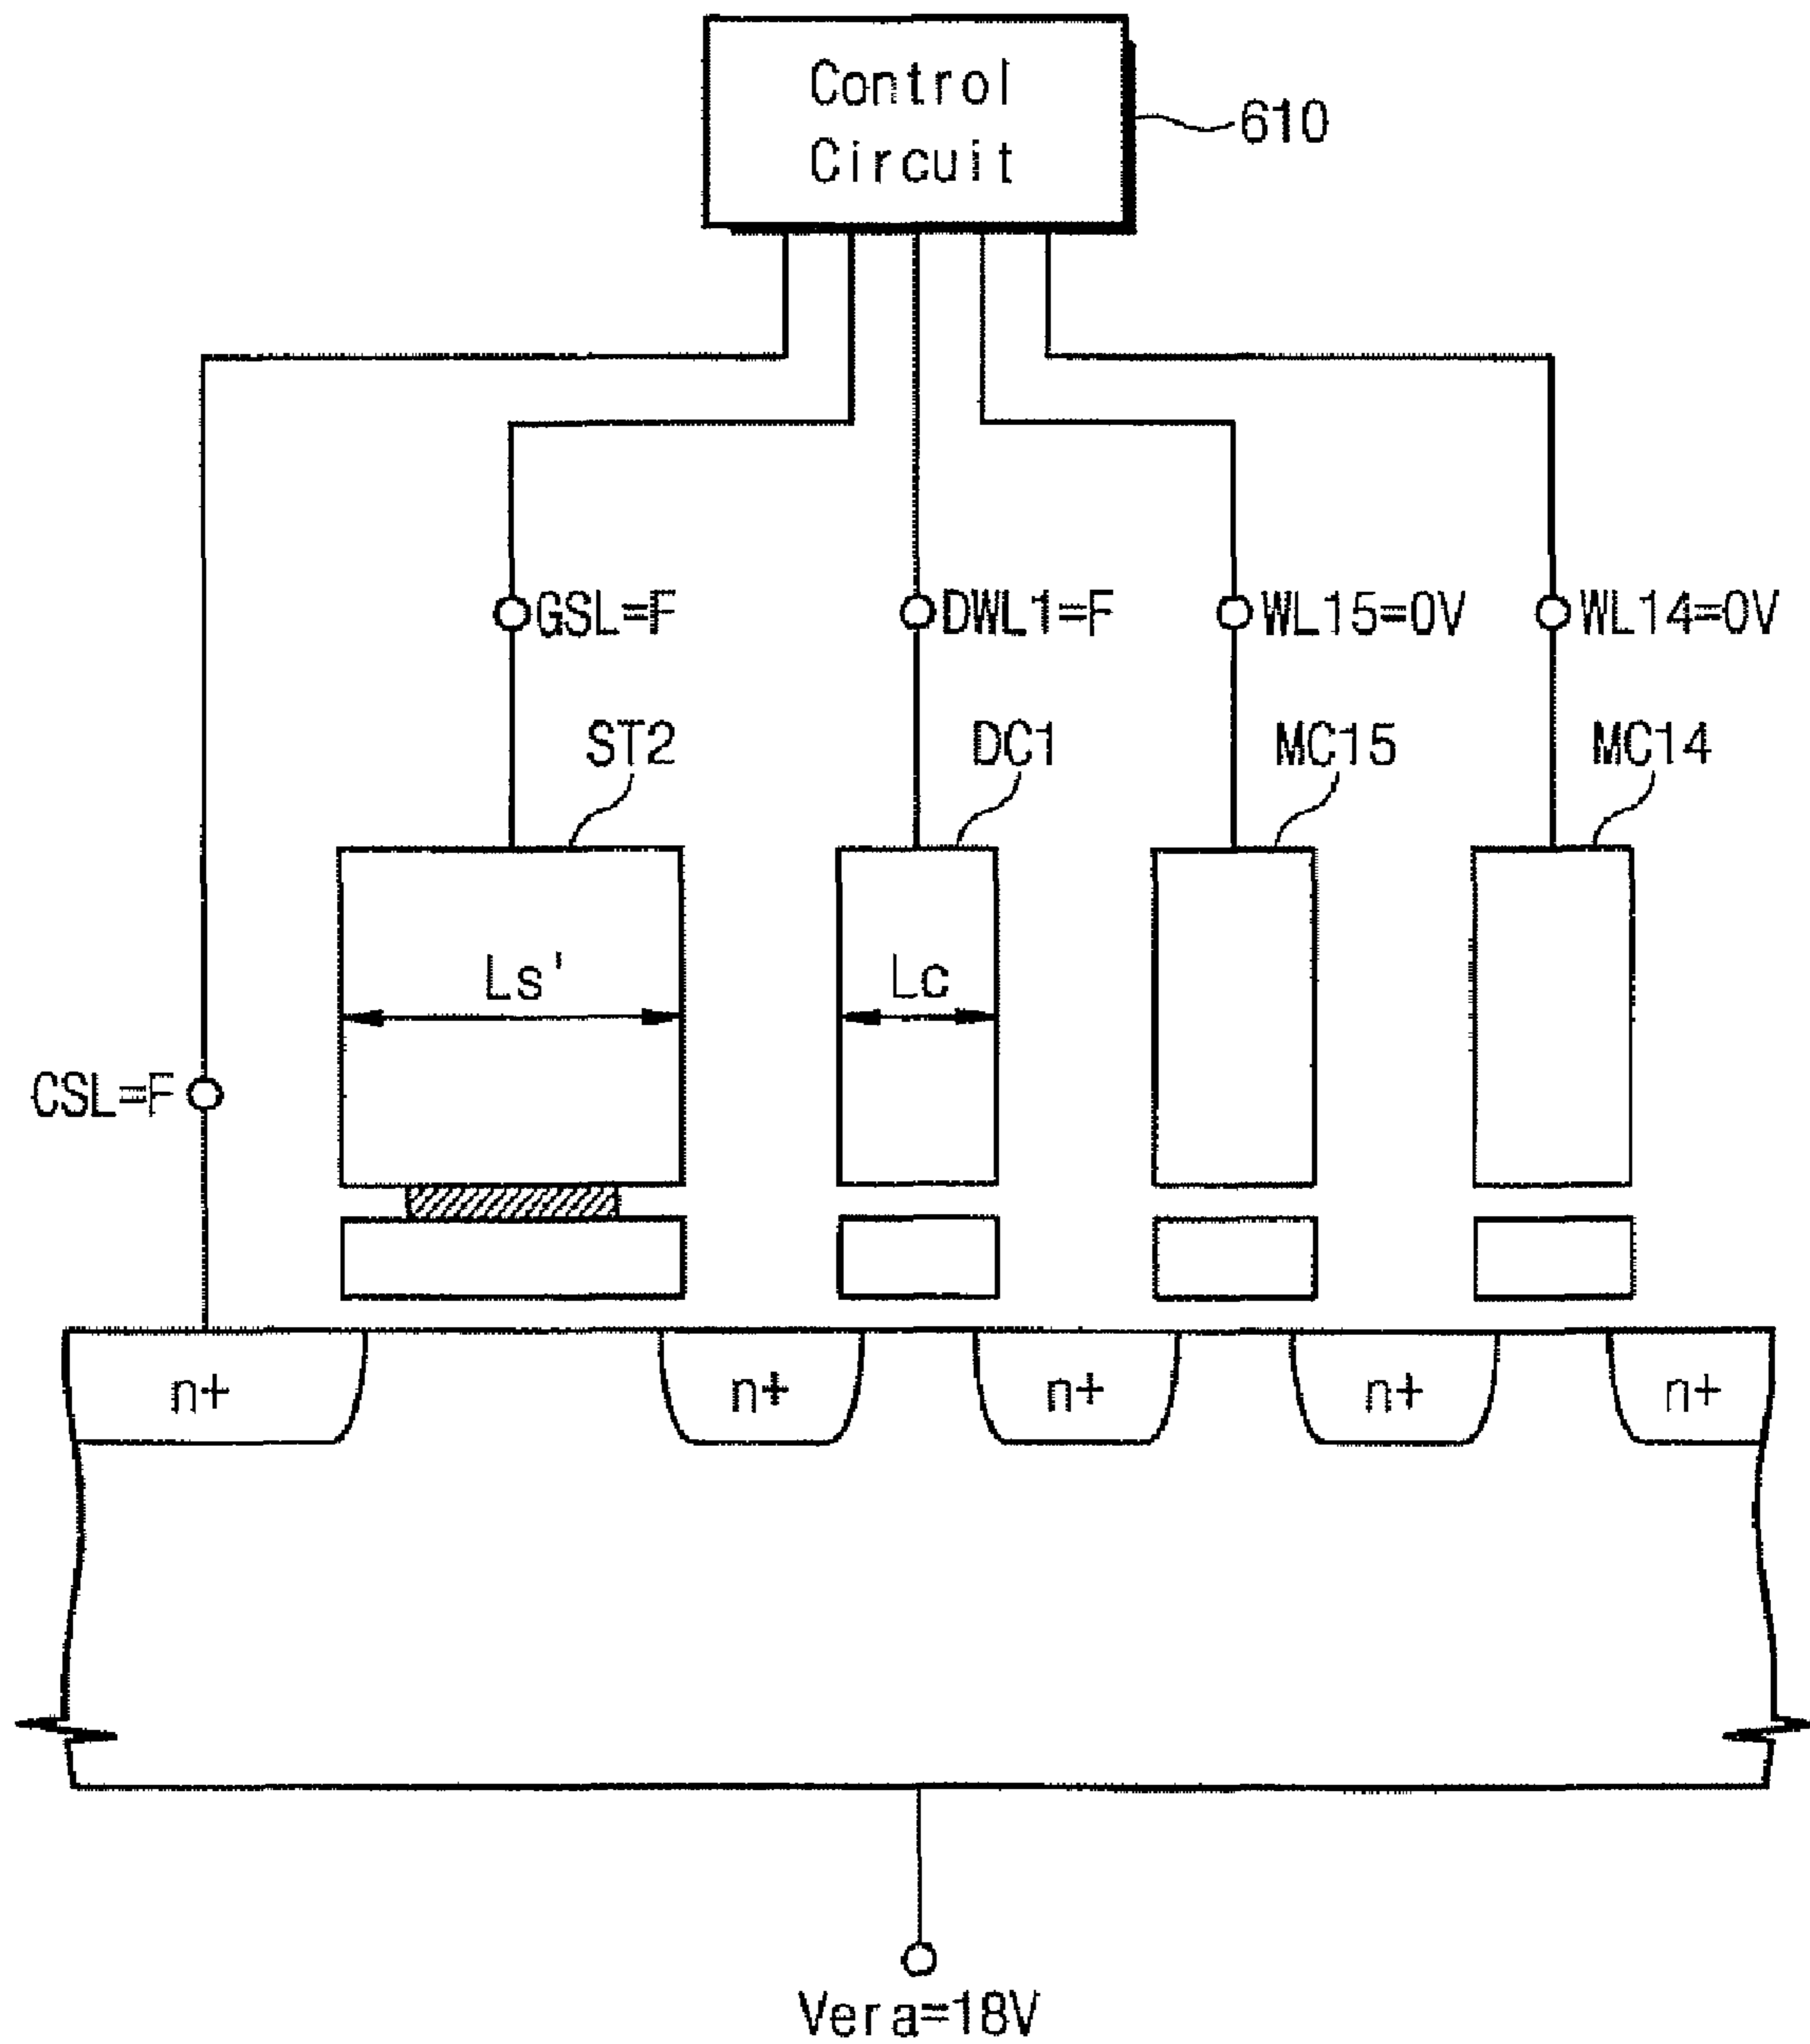 Control
Circuit
610
GSL=F
DWL1=F
WL15=0V
WL14=0V
ST2
DC1
MC15
MC14
Ls'
Lc
CSL=F
n+
n+
n+
n+
n+
Vera=18V